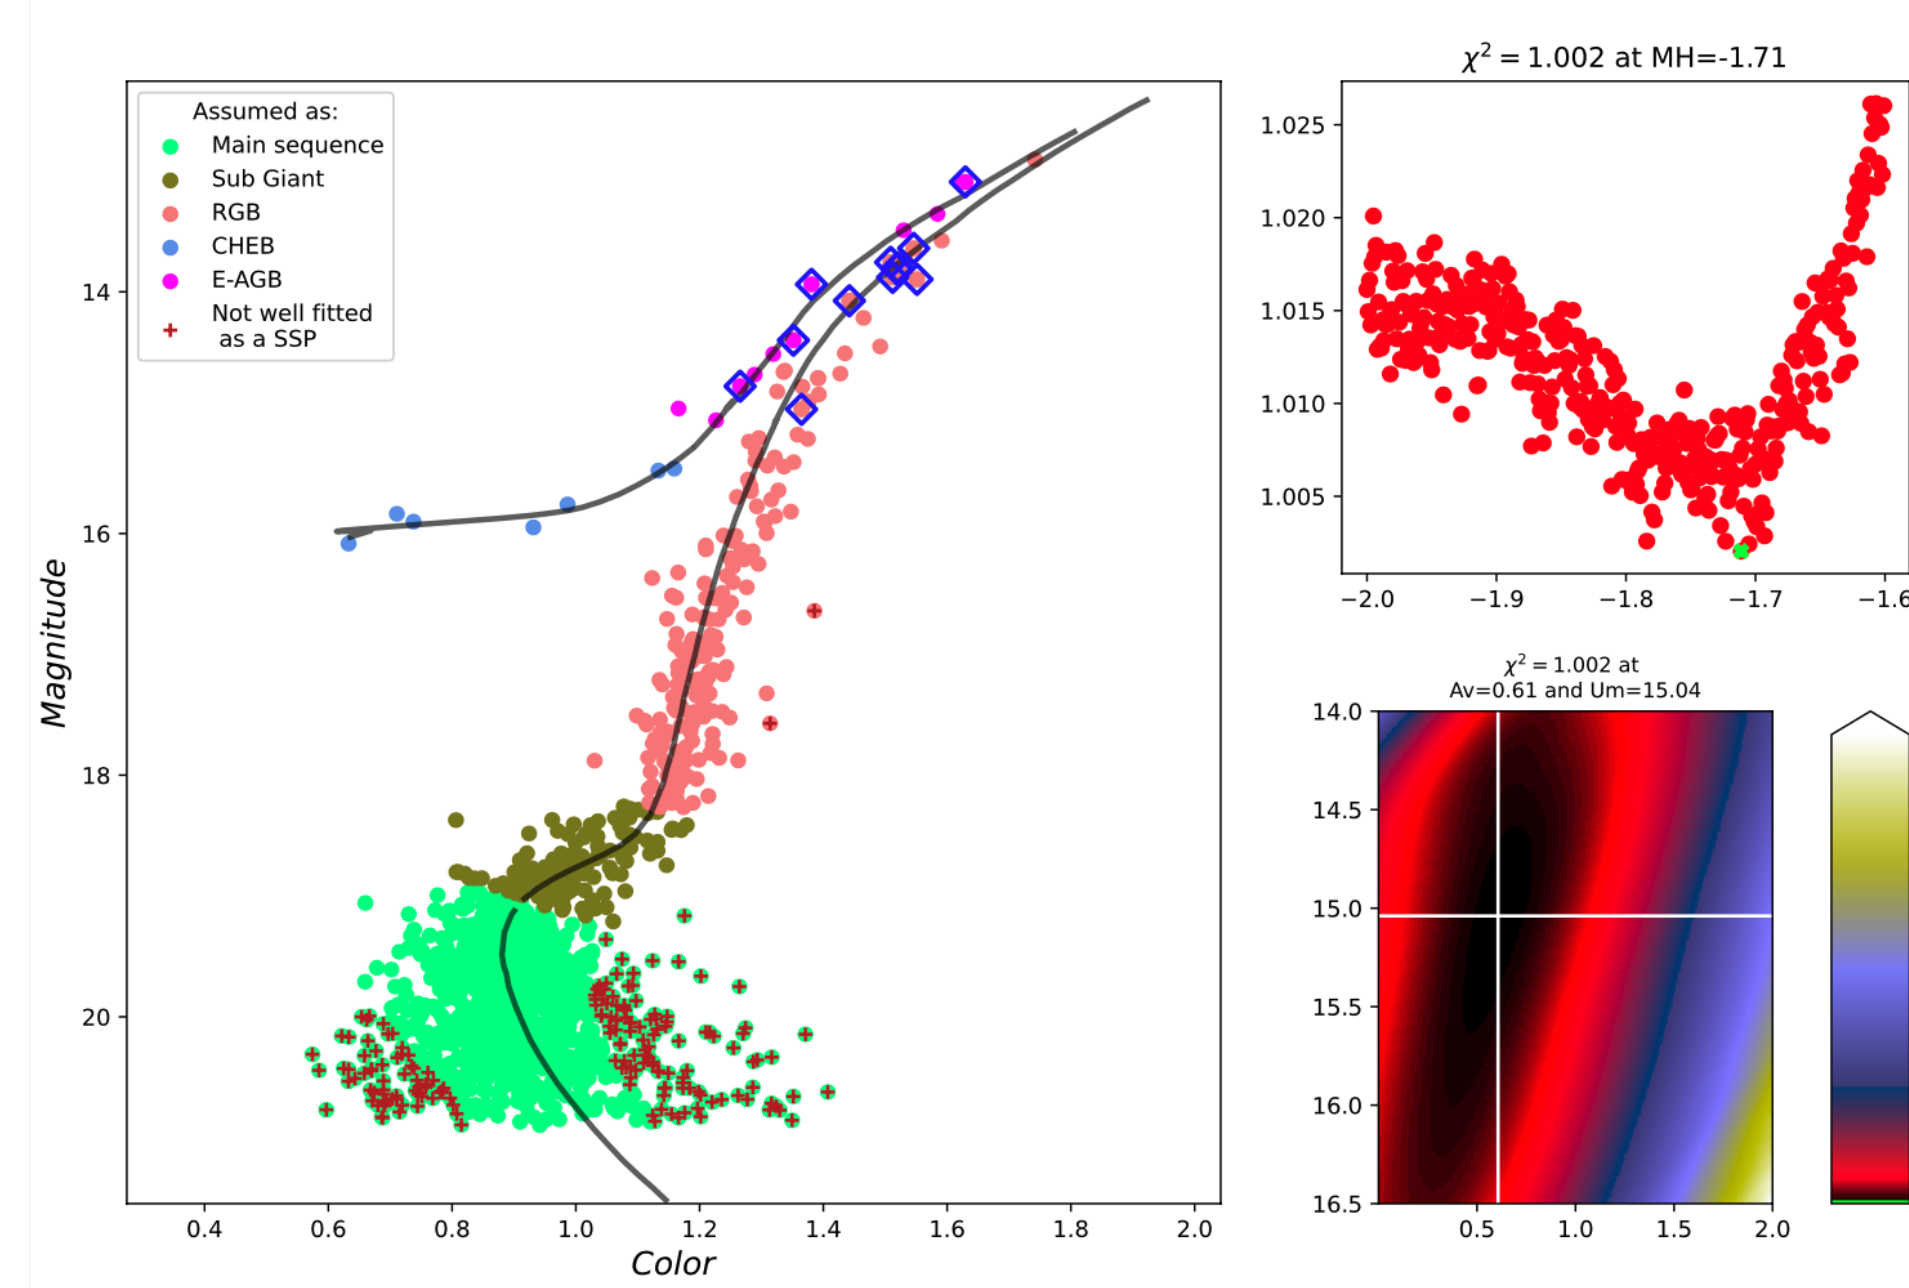 Assumed as:
Main sequence
Sub Giant
RGB
CHEB
E-AGB
Not well fitted
as a SSP
14
16
18
20
Magnitude
0.4 0.6 0.8 1.0 1.2 1.4 1.6 1.8 2.0
Color
χ² = 1.002 at MH=-1.71
1.025
1.020
1.015
1.010
1.005
−2.0 −1.9 −1.8 −1.7 −1.6
χ² = 1.002 at
Av=0.61 and Um=15.04
14.0
14.5
15.0
15.5
16.0
16.5
0.5 1.0 1.5 2.0